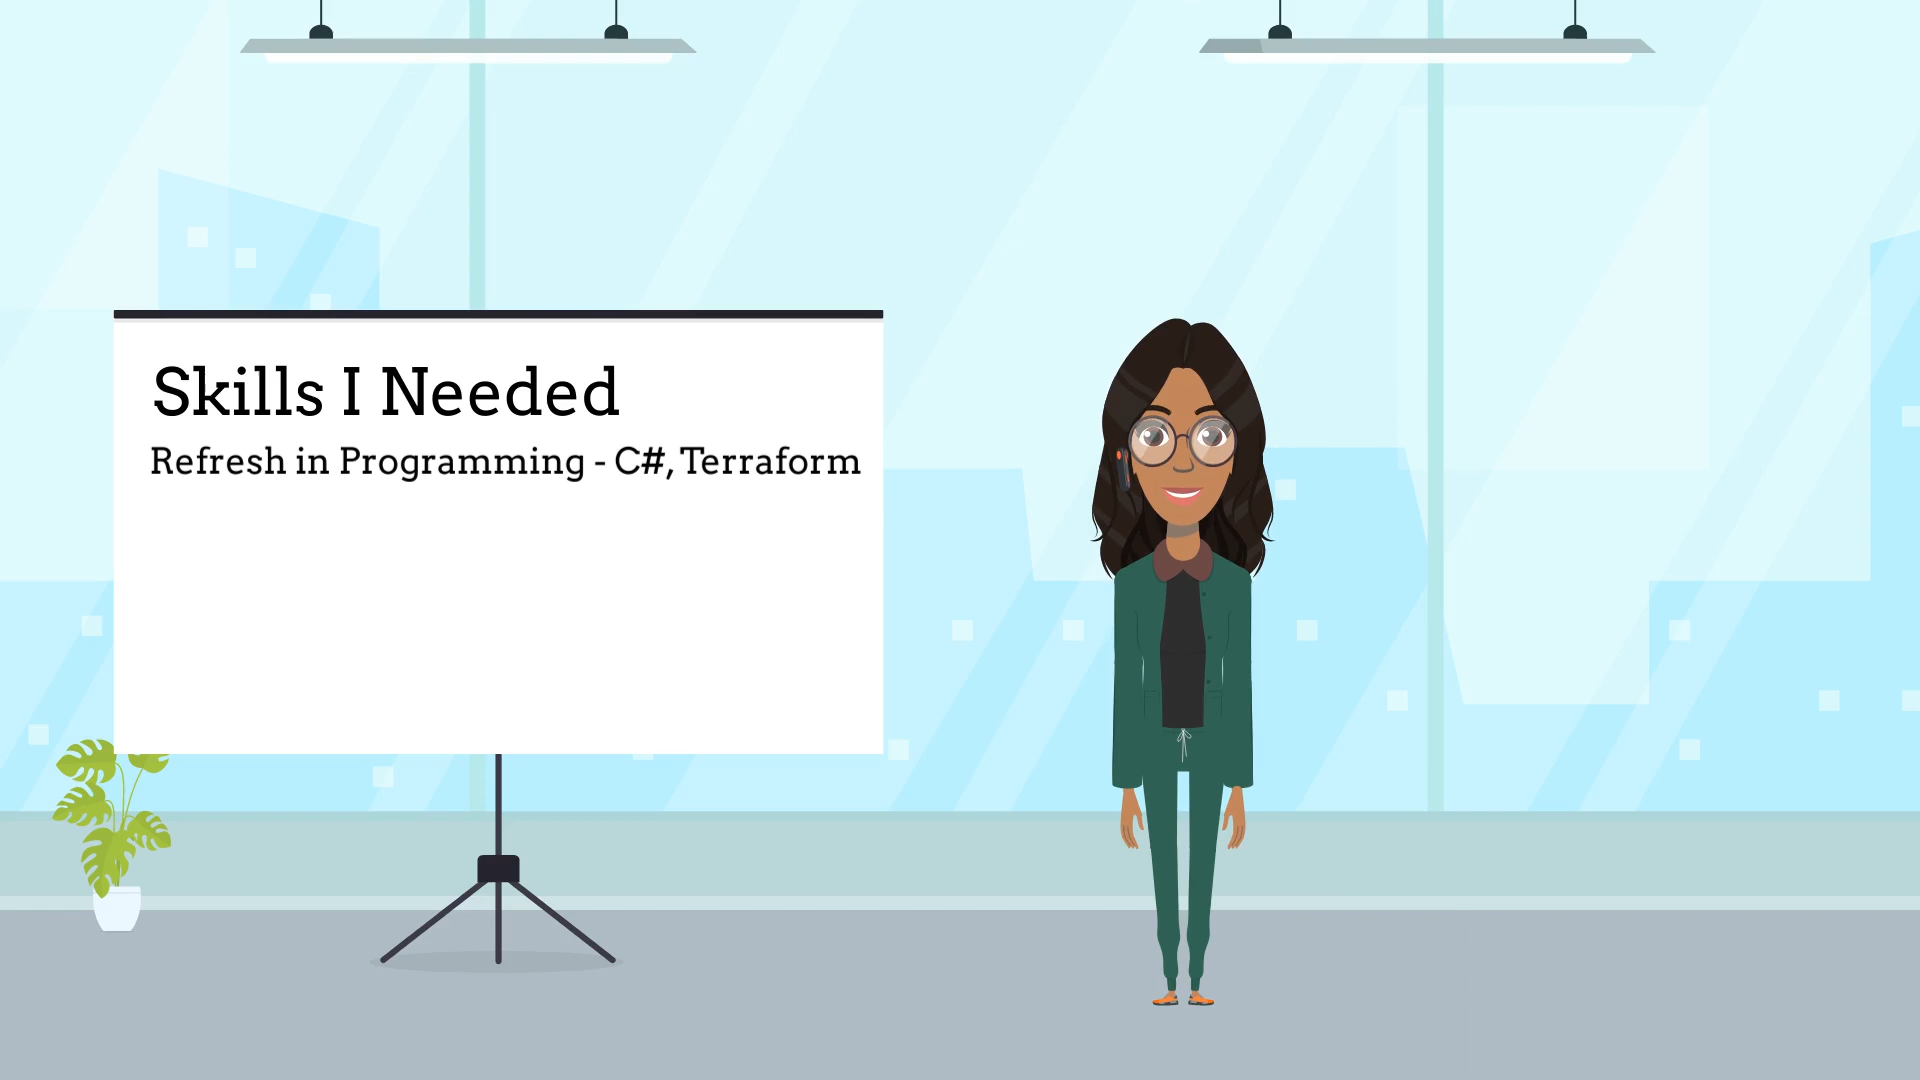 Skills I Needed
Refresh in Programming - C#, Terraform